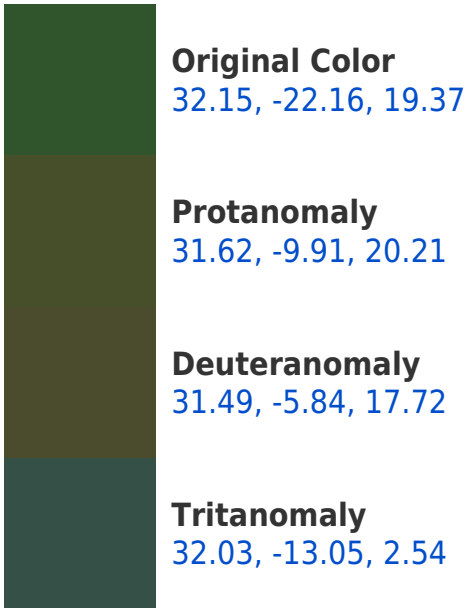 Original Color
32.15, -22.16, 19.37
Protanomaly
31.62, -9.91, 20.21
Deuteranomaly
31.49, -5.84, 17.72
Tritanomaly
32.03, -13.05, 2.54